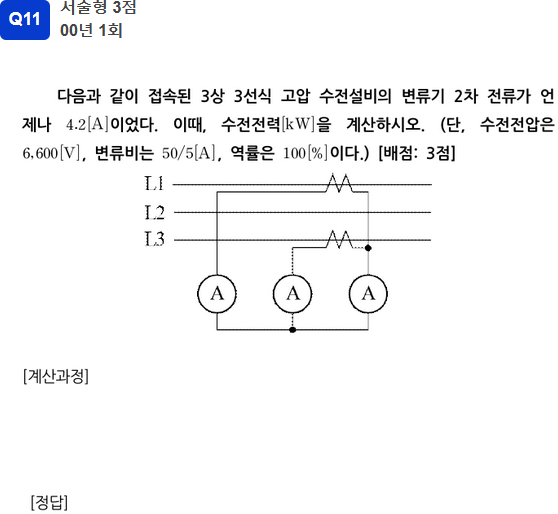 Q11
서술형 3점
00년 1회
다음과 같이 접속된 3상 3선식 고압 수전설비의 변류기 2차 전류가 언
제나 4.2[A]이었다. 이때, 수전전력[kW]을 계산하시오. (단, 수전전압은
6,600[V], 변류비는 50/5[A], 역률은 100[%]이다.) [배점: 3점]
L1
L2
L3
A A A
[계산과정]
[정답]